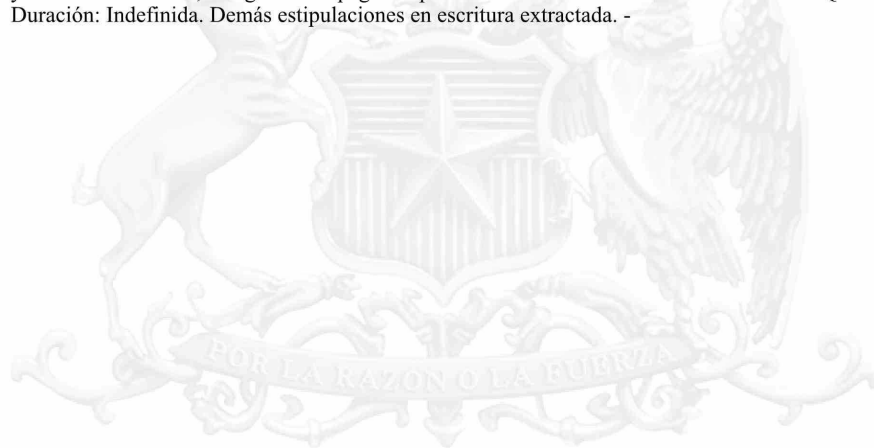 Duración: Indefinida. Demás estipulaciones en escritura extractada. -
POR LA RAZON O LA FUERZA